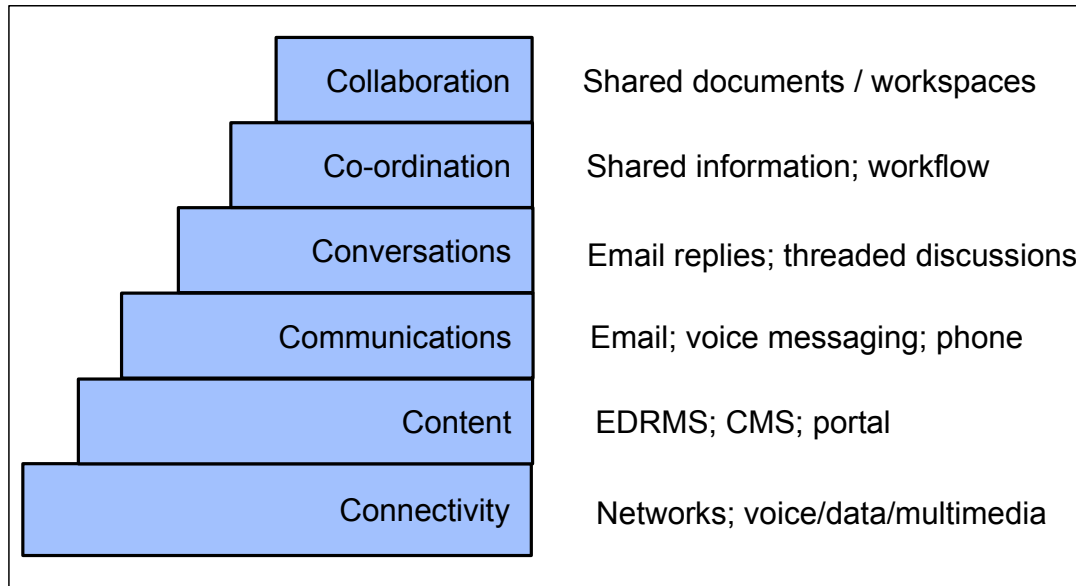 Collaboration Shared documents / workspaces
Co-ordination Shared information; workflow
Conversations Email replies; threaded discussions
Communications Email; voice messaging; phone
Content EDRMS; CMS; portal
Connectivity Networks; voice/data/multimedia